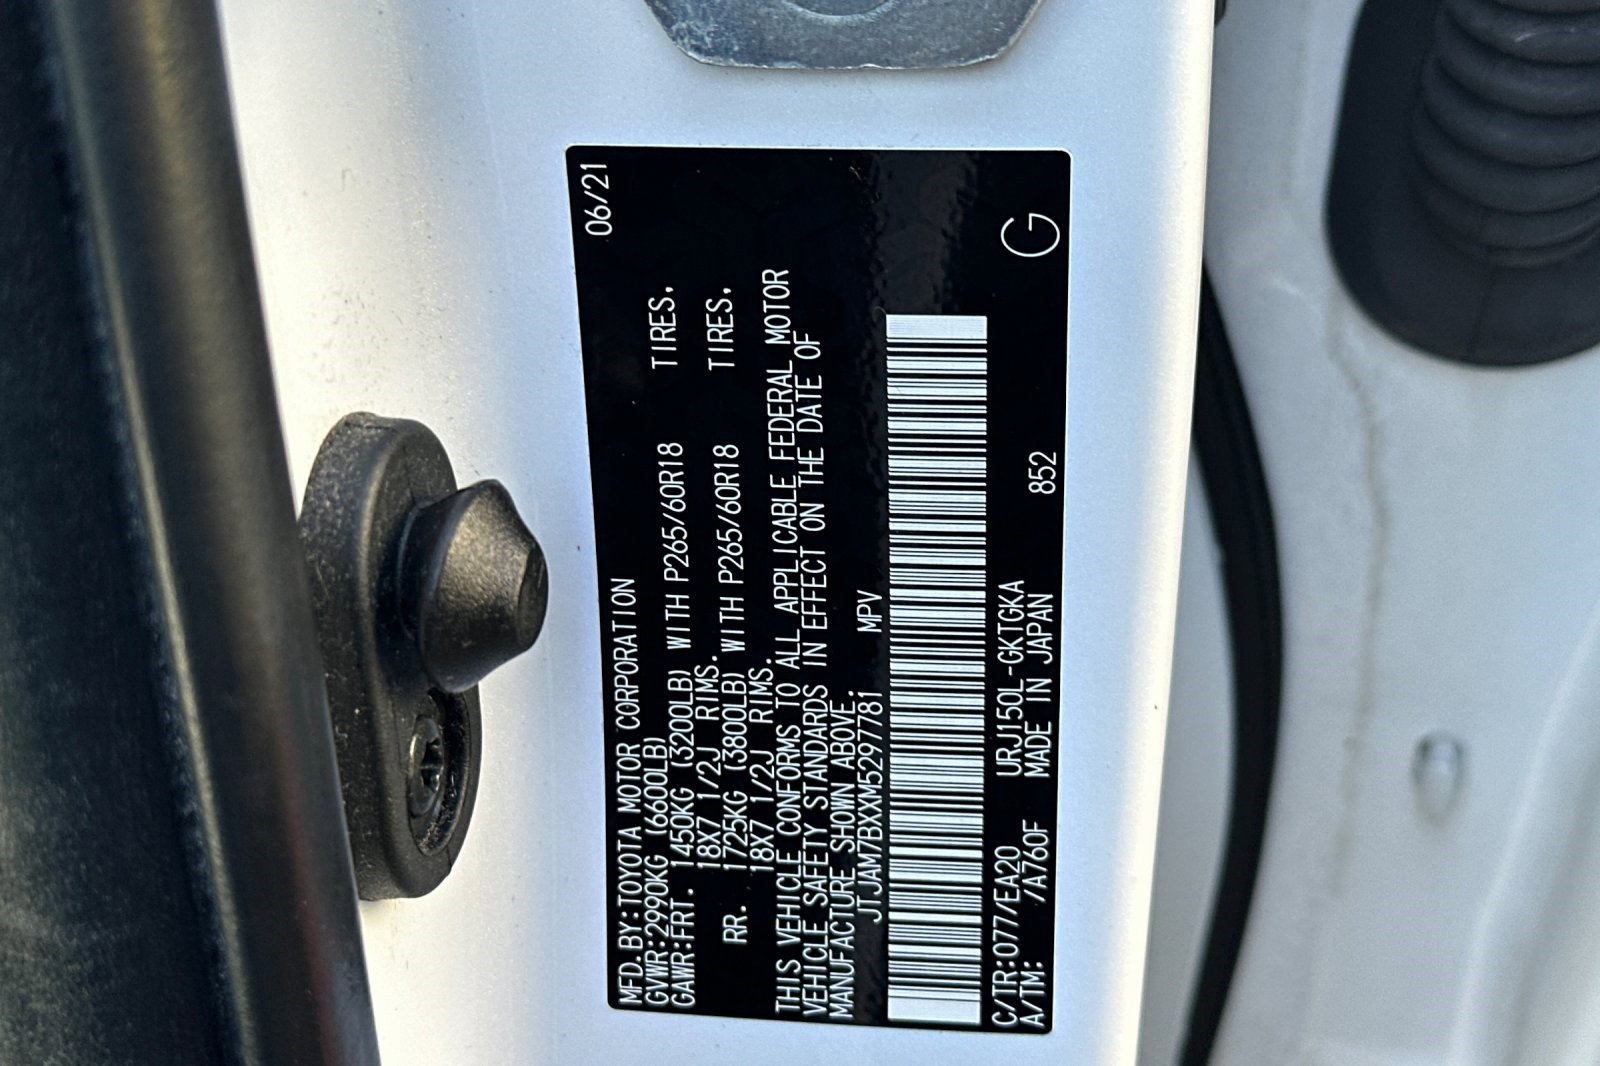 06/21
MFD.BY:TOYOTA MOTOR CORPORATION
GVWR:2990KG (6600LB)
GAWR:FRT. 1450KG (3200LB) WITH P265/60R18 TIRES,
18X7 1/2J RIMS.
RR. 1725KG (3800LB) WITH P265/60R18 TIRES,
18X7 1/2J RIMS.
THIS VEHICLE CONFORMS TO ALL APPLICABLE FEDERAL MOTOR
VEHICLE SAFETY STANDARDS IN EFFECT ON THE DATE OF
MANUFACTURE SHOWN ABOVE.
JTJAM7BXXM5297781 MPV
C/TR:077/EA20 URJ150L-GKTGKA 852 G
A/TM: /A760F MADE IN JAPAN